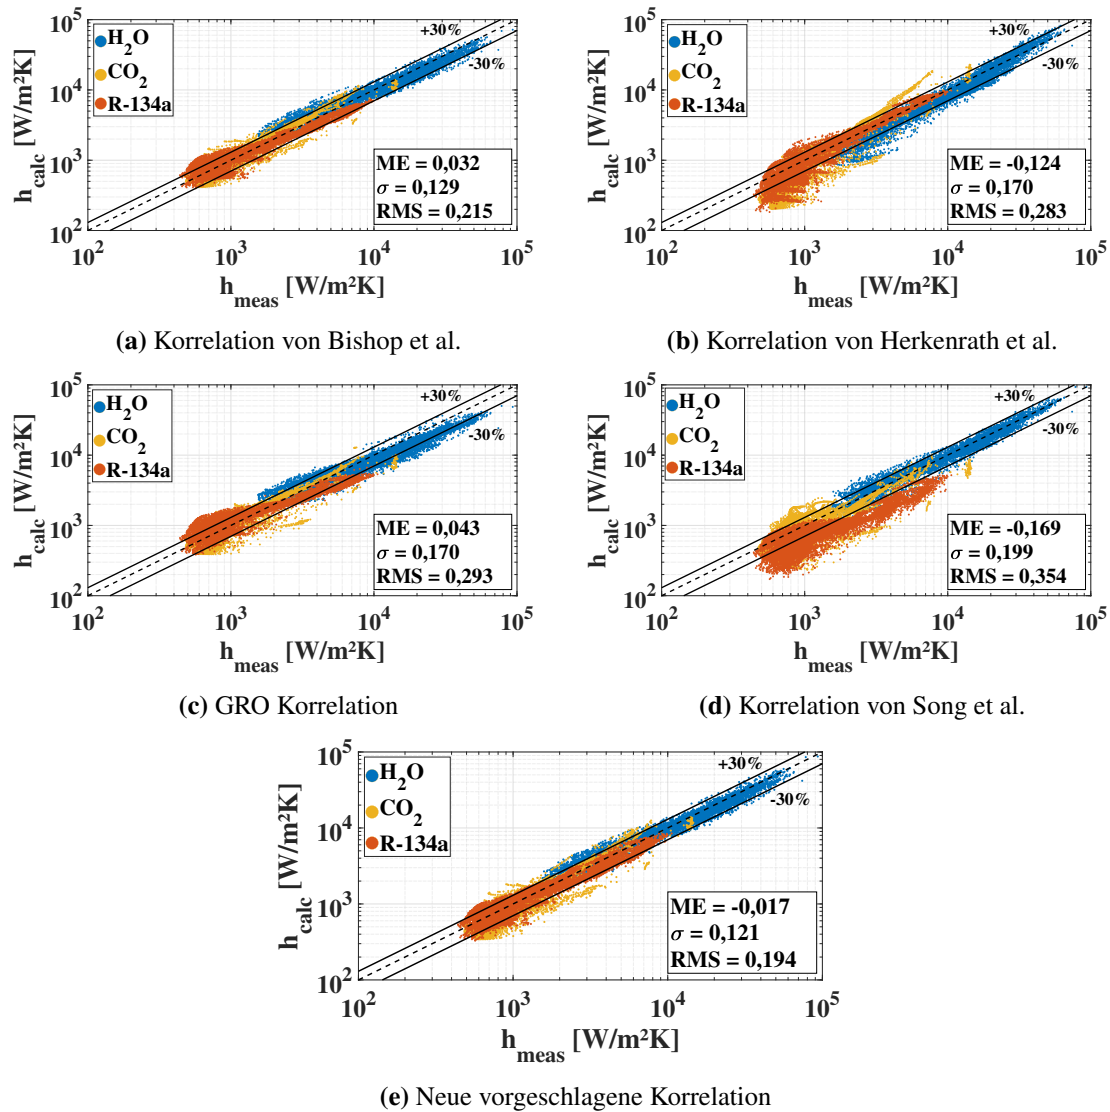 10^5
10^4
10^3
10^2
h_calc [W/m²K]
H_2O
CO_2
R-134a
+30%
-30%
ME = 0,032
σ = 0,129
RMS = 0,215
10^2 10^3 10^4 10^5
h_meas [W/m²K]
(a) Korrelation von Bishop et al.
10^5
10^4
10^3
10^2
h_calc [W/m²K]
H_2O
CO_2
R-134a
+30%
-30%
ME = -0,124
σ = 0,170
RMS = 0,283
10^2 10^3 10^4 10^5
h_meas [W/m²K]
(b) Korrelation von Herkenrath et al.
10^5
10^4
10^3
10^2
h_calc [W/m²K]
H_2O
CO_2
R-134a
+30%
-30%
ME = 0,043
σ = 0,170
RMS = 0,293
10^2 10^3 10^4 10^5
h_meas [W/m²K]
(c) GRO Korrelation
10^5
10^4
10^3
10^2
h_calc [W/m²K]
H_2O
CO_2
R-134a
+30%
-30%
ME = -0,169
σ = 0,199
RMS = 0,354
10^2 10^3 10^4 10^5
h_meas [W/m²K]
(d) Korrelation von Song et al.
10^5
10^4
10^3
10^2
h_calc [W/m²K]
H_2O
CO_2
R-134a
+30%
-30%
ME = -0,017
σ = 0,121
RMS = 0,194
10^2 10^3 10^4 10^5
h_meas [W/m²K]
(e) Neue vorgeschlagene Korrelation